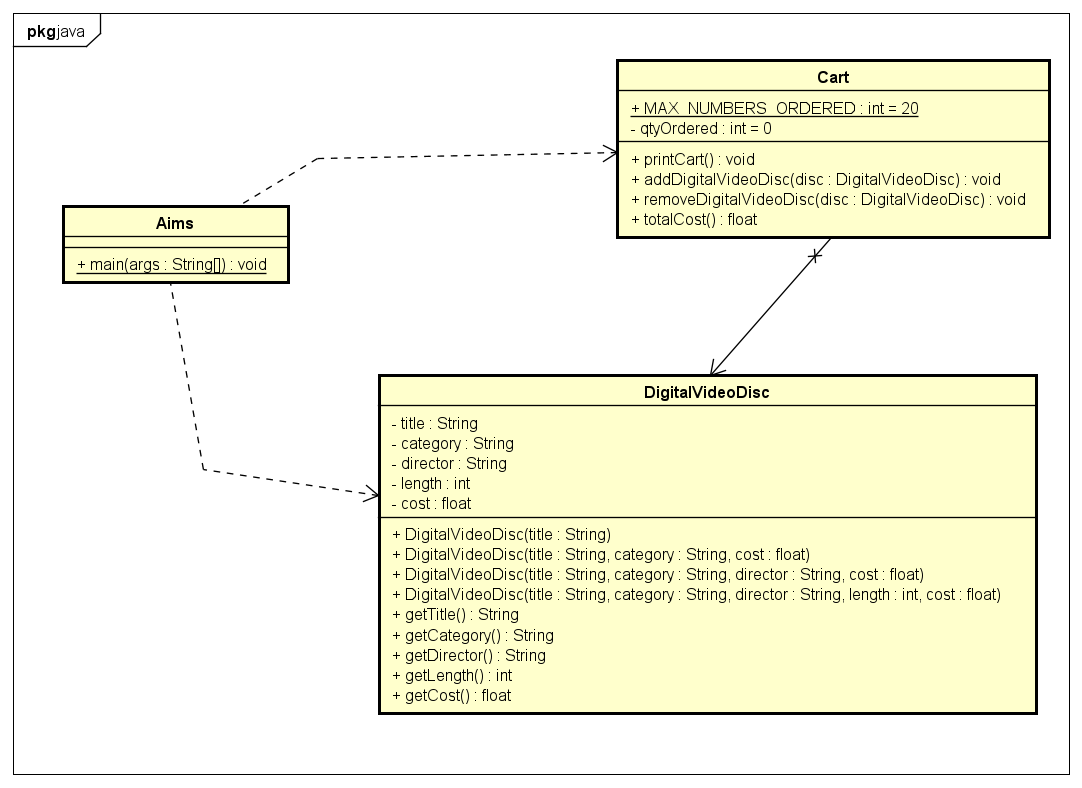 pkgjava
Cart
+ MAX_NUMBERS_ORDERED : int = 20
- qtyOrdered : int = 0
+ printCart() : void
+ addDigitalVideoDisc(disc : DigitalVideoDisc) : void
+ removeDigitalVideoDisc(disc : DigitalVideoDisc) : void
+ totalCost() : float
Aims
+ main(args : String[]) : void
DigitalVideoDisc
- title : String
- category : String
- director : String
- length : int
- cost : float
+ DigitalVideoDisc(title : String)
+ DigitalVideoDisc(title : String, category : String, cost : float)
+ DigitalVideoDisc(title : String, category : String, director : String, cost : float)
+ DigitalVideoDisc(title : String, category : String, director : String, length : int, cost : float)
+ getTitle() : String
+ getCategory() : String
+ getDirector() : String
+ getLength() : int
+ getCost() : float